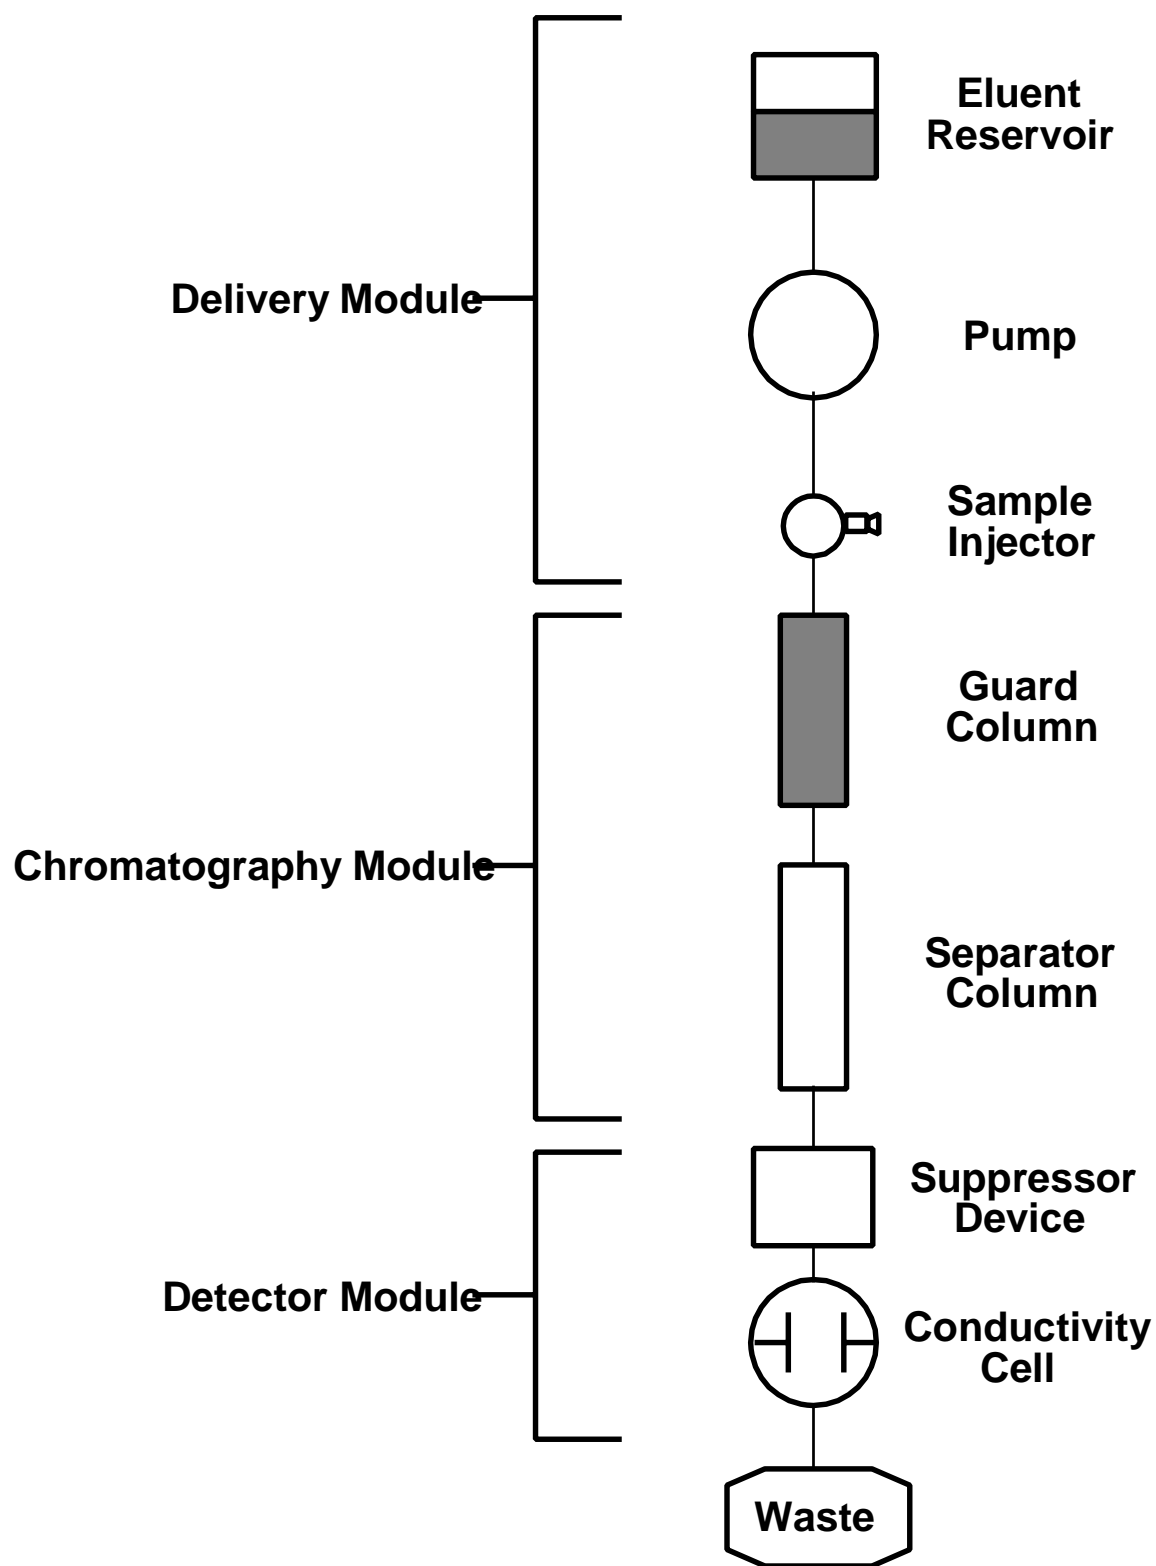 Eluent
Reservoir
Delivery Module
Pump
Sample
Injector
Guard
Column
Chromatography Module
Separator
Column
Suppressor
Device
Detector Module
Conductivity
Cell
Waste